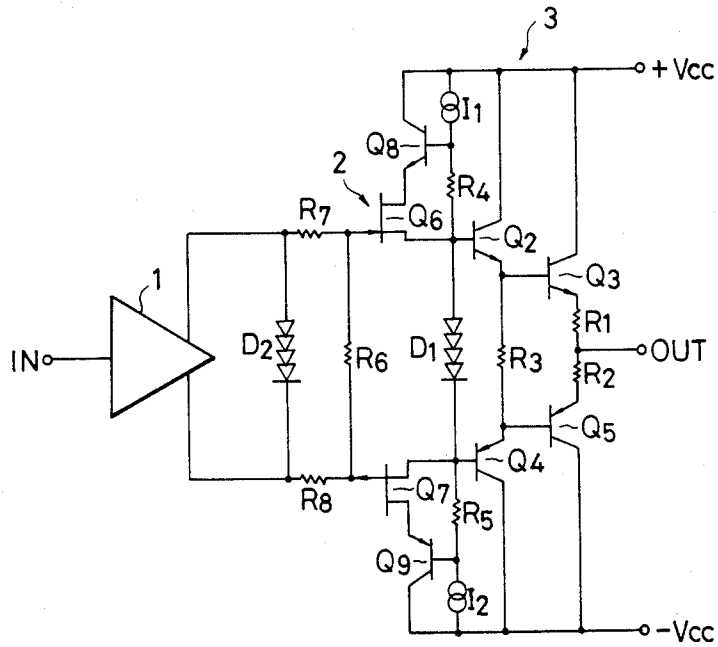 3
+Vcc
I1
Q8
2
R4
R7
Q6
Q2
Q3
1
R1
IN
D2
R6
D1
R3
OUT
R2
Q5
Q4
R8
Q7
R5
Q9
I2
-Vcc